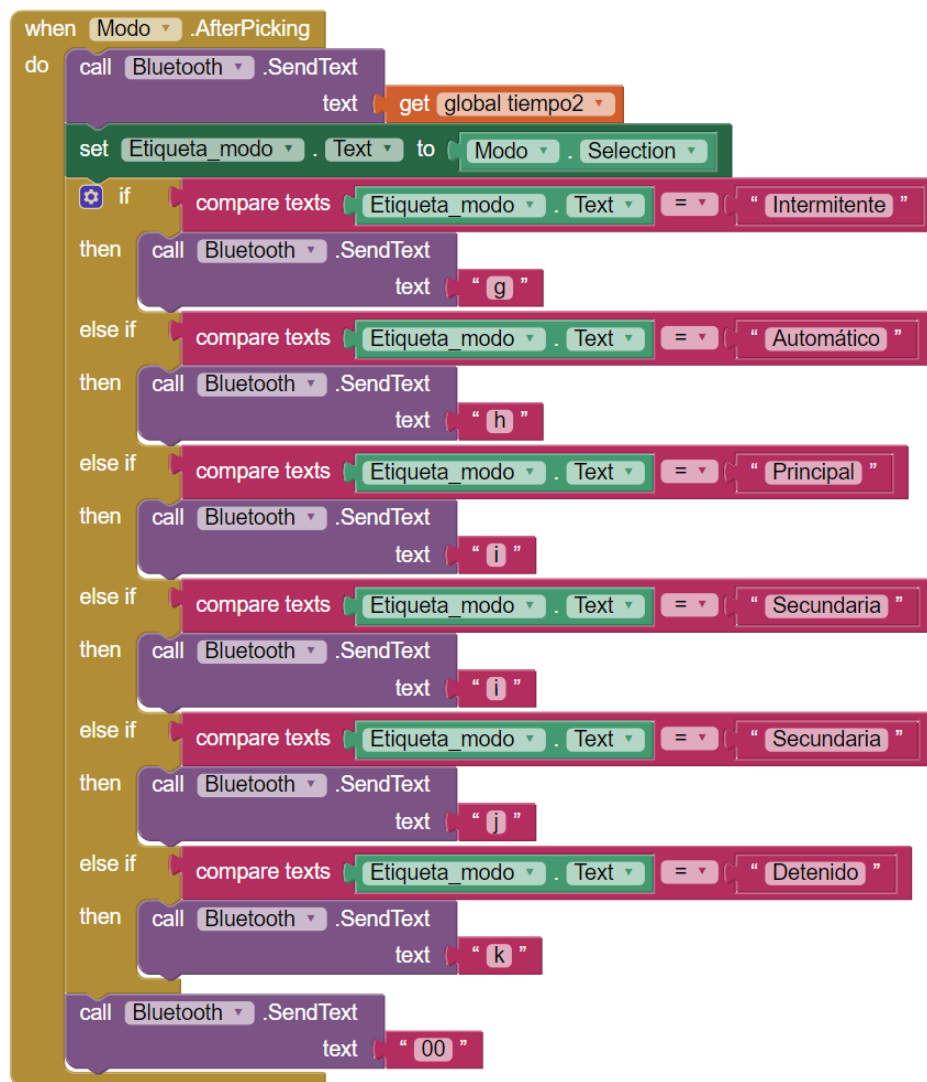 when Modo .AfterPicking
do call Bluetooth .SendText
text get global tiempo2
set Etiqueta_modo . Text to Modo . Selection
if compare texts Etiqueta_modo . Text = “ Intermitente ”
then call Bluetooth .SendText
text “ g ”
else if compare texts Etiqueta_modo . Text = “ Automático ”
then call Bluetooth .SendText
text “ h ”
else if compare texts Etiqueta_modo . Text = “ Principal ”
then call Bluetooth .SendText
text “ i ”
else if compare texts Etiqueta_modo . Text = “ Secundaria ”
then call Bluetooth .SendText
text “ i ”
else if compare texts Etiqueta_modo . Text = “ Secundaria ”
then call Bluetooth .SendText
text “ j ”
else if compare texts Etiqueta_modo . Text = “ Detenido ”
then call Bluetooth .SendText
text “ k ”
call Bluetooth .SendText
text “ 00 ”